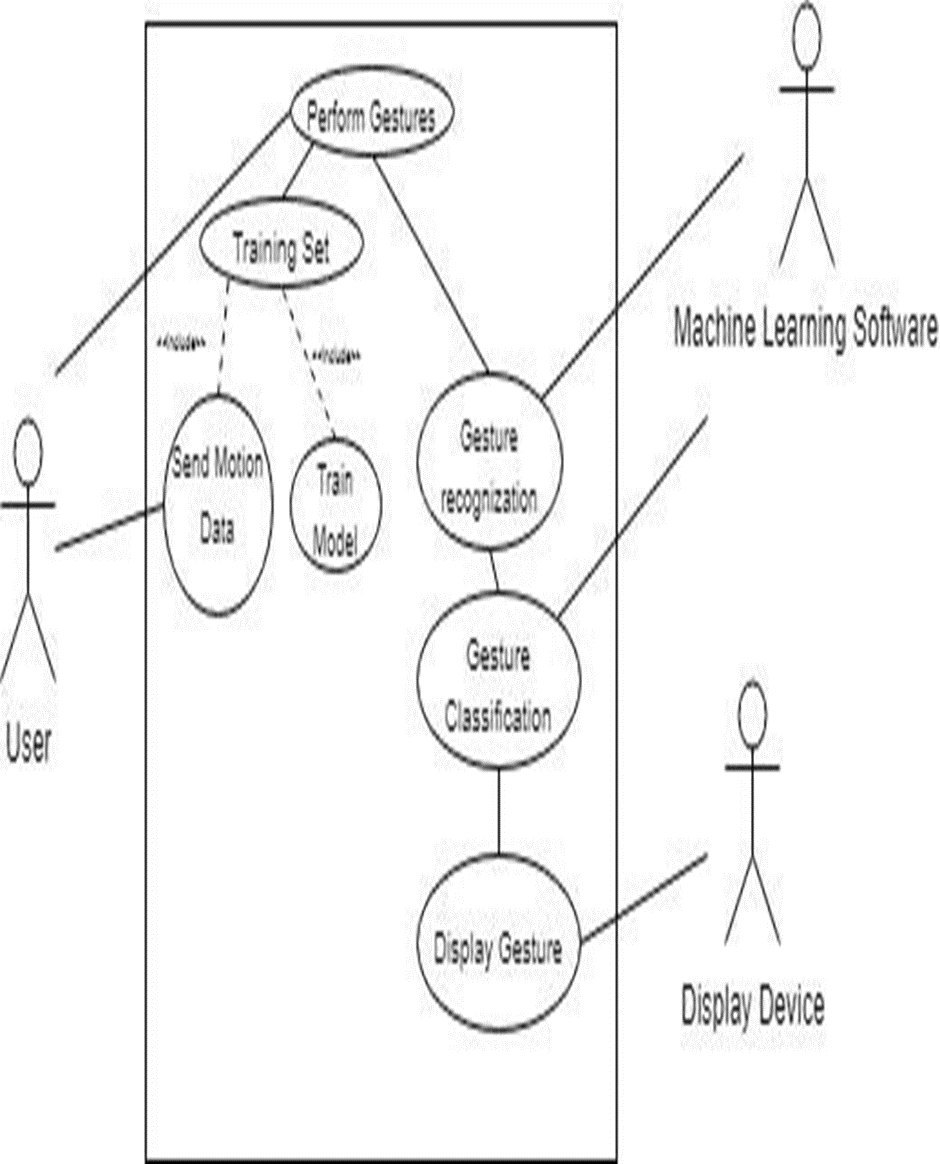 Perform Gestures
Training Set
<<include>>
<<include>>
Send Motion
Data
Train
Model
Gesture
recognization
Gesture
Classification
Display Gesture
User
Machine Learning Software
Display Device